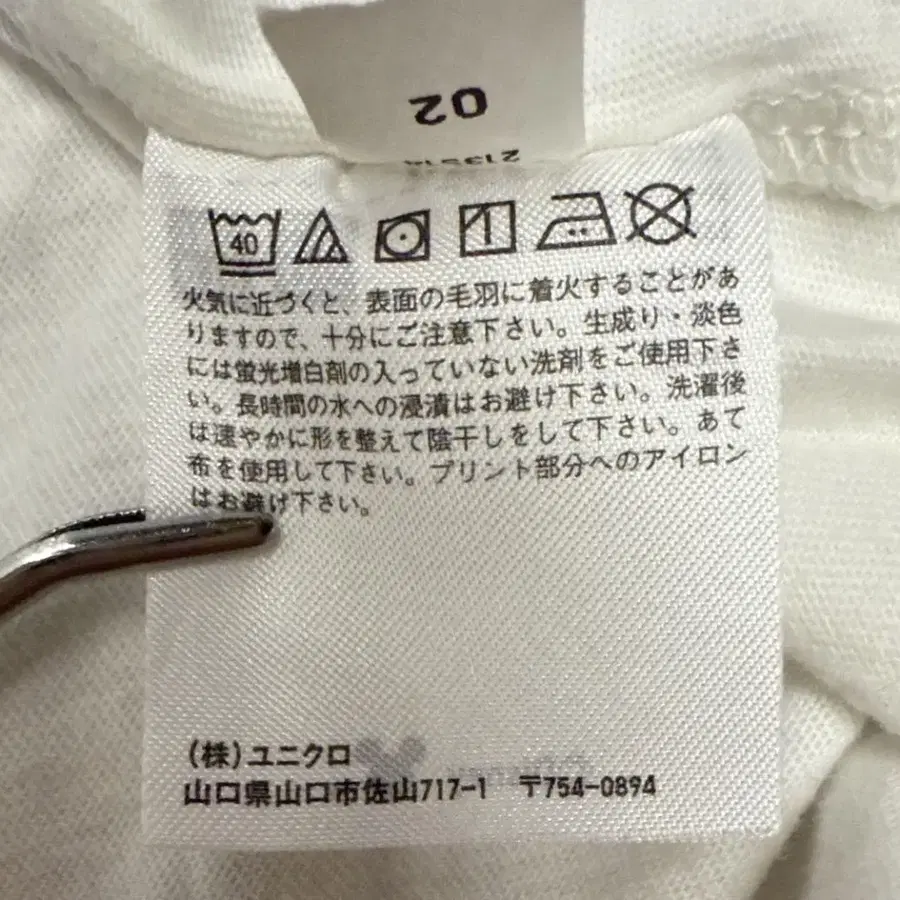 02
40
火気に近づくと、表面の毛羽に着火することがあ
りますので、十分にご注意下さい。生成り・淡色
には蛍光増白剤の入っていない洗剤をご使用下さ
い。長時間の水への浸漬はお避け下さい。洗濯後
は速やかに形を整えて陰干しをして下さい。あて
布を使用して下さい。プリント部分へのアイロン
はお避け下さい。
(株)ユニクロ
山口県山口市佐山717-1 〒754-0894